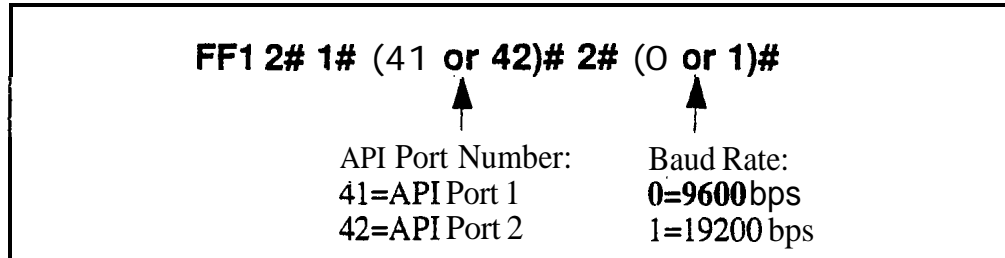 FF1 2# 1# (41 or 42)# 2# (0 or 1)#
API Port Number: Baud Rate:
41=API Port 1 0=9600 bps
42=API Port 2 1=19200 bps